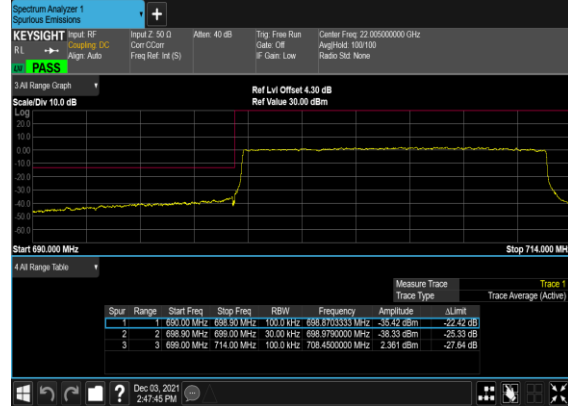 Spectrum Analyzer 1
Spurious Emissions
+
KEYSIGHT Input: RF Input Z: 50 Ω Atten: 40 dB Trig: Free Run Center Freq: 22.005000000 GHz
RL Coupling: DC Corr CCorr Gate: Off Avg|Hold: 100/100
Align: Auto Freq Ref: Int (S) IF Gain: Low Radio Std: None
PASS
3 All Range Graph
Ref Lvl Offset 4.30 dB
Scale/Div 10.0 dB Ref Value 30.00 dBm
Log
20.0
10.0
0.00
-10.0
-20.0
-30.0
-40.0
-50.0
-60.0
Start 690.000 MHz Stop 714.000 MH
4 All Range Table
Measure Trace Trace 1
Trace Type Trace Average (Active)
Spur Range Start Freq Stop Freq RBW Frequency Amplitude ΔLimit
1 1 690.00 MHz 698.90 MHz 100.0 kHz 698.8703333 MHz -35.42 dBm -22.42 dB
2 2 698.90 MHz 699.00 MHz 30.00 kHz 698.9790000 MHz -38.33 dBm -25.33 dB
3 3 699.00 MHz 714.00 MHz 100.0 kHz 708.4500000 MHz 2.361 dBm -27.64 dB
? Dec 03, 2021
2:47:45 PM